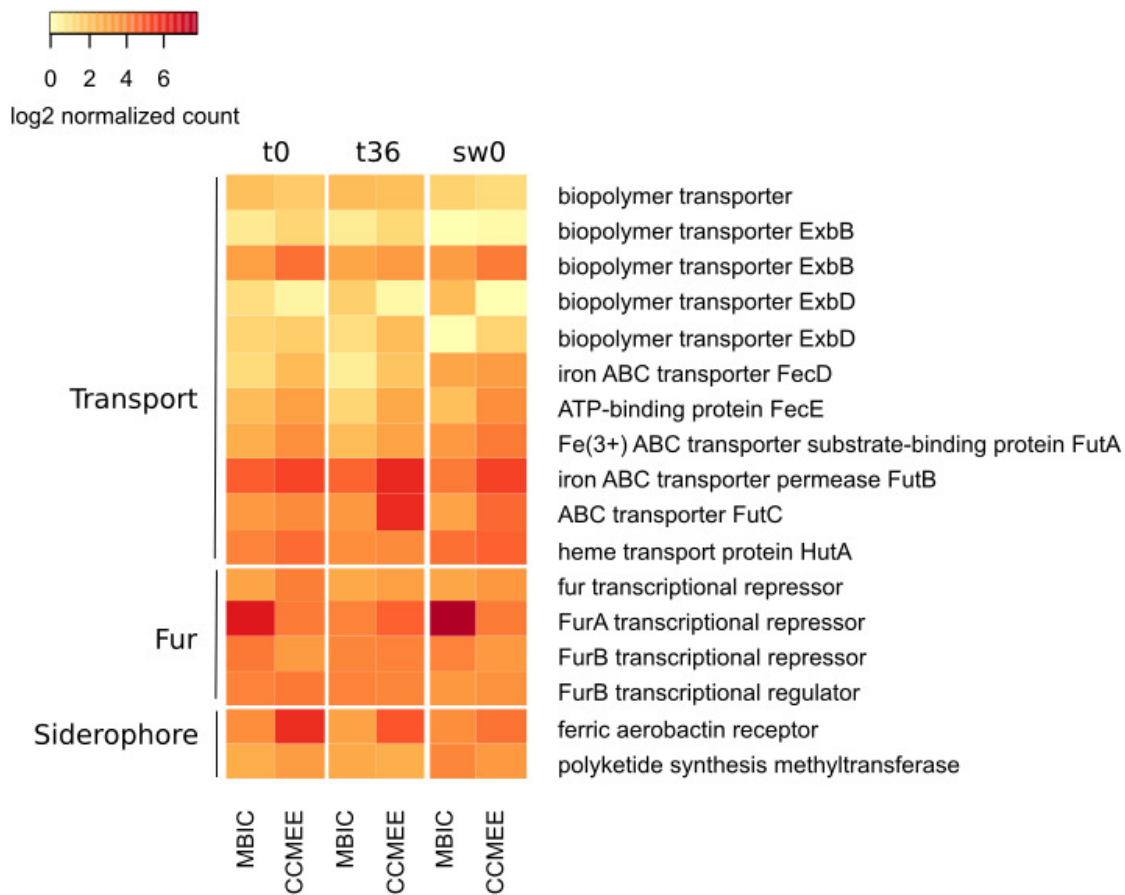 0 2 4 6
log2 normalized count
t0 t36 sw0
biopolymer transporter
biopolymer transporter ExbB
biopolymer transporter ExbB
biopolymer transporter ExbD
biopolymer transporter ExbD
iron ABC transporter FecD
Transport
ATP-binding protein FecE
Fe(3+) ABC transporter substrate-binding protein FutA
iron ABC transporter permease FutB
ABC transporter FutC
heme transport protein HutA
fur transcriptional repressor
FurA transcriptional repressor
Fur
FurB transcriptional repressor
FurB transcriptional regulator
Siderophore
ferric aerobactin receptor
polyketide synthesis methyltransferase
MBIC
CCMEE
MBIC
CCMEE
MBIC
CCMEE